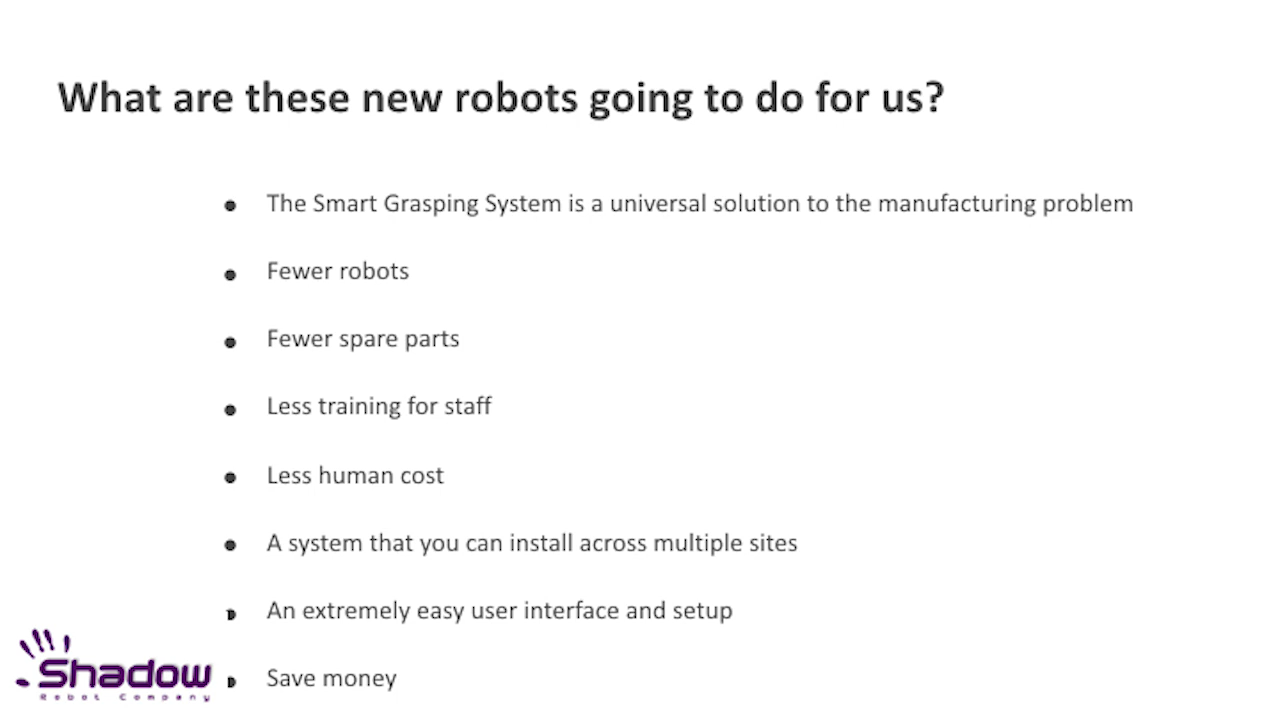 What are these new robots going to do for us?
The Smart Grasping System is a universal solution to the manufacturing problem
Fewer robots
Fewer spare parts
Less training for staff
Less human cost
A system that you can install across multiple sites
An extremely easy user interface and setup
Save money
Shadow
Robot Company